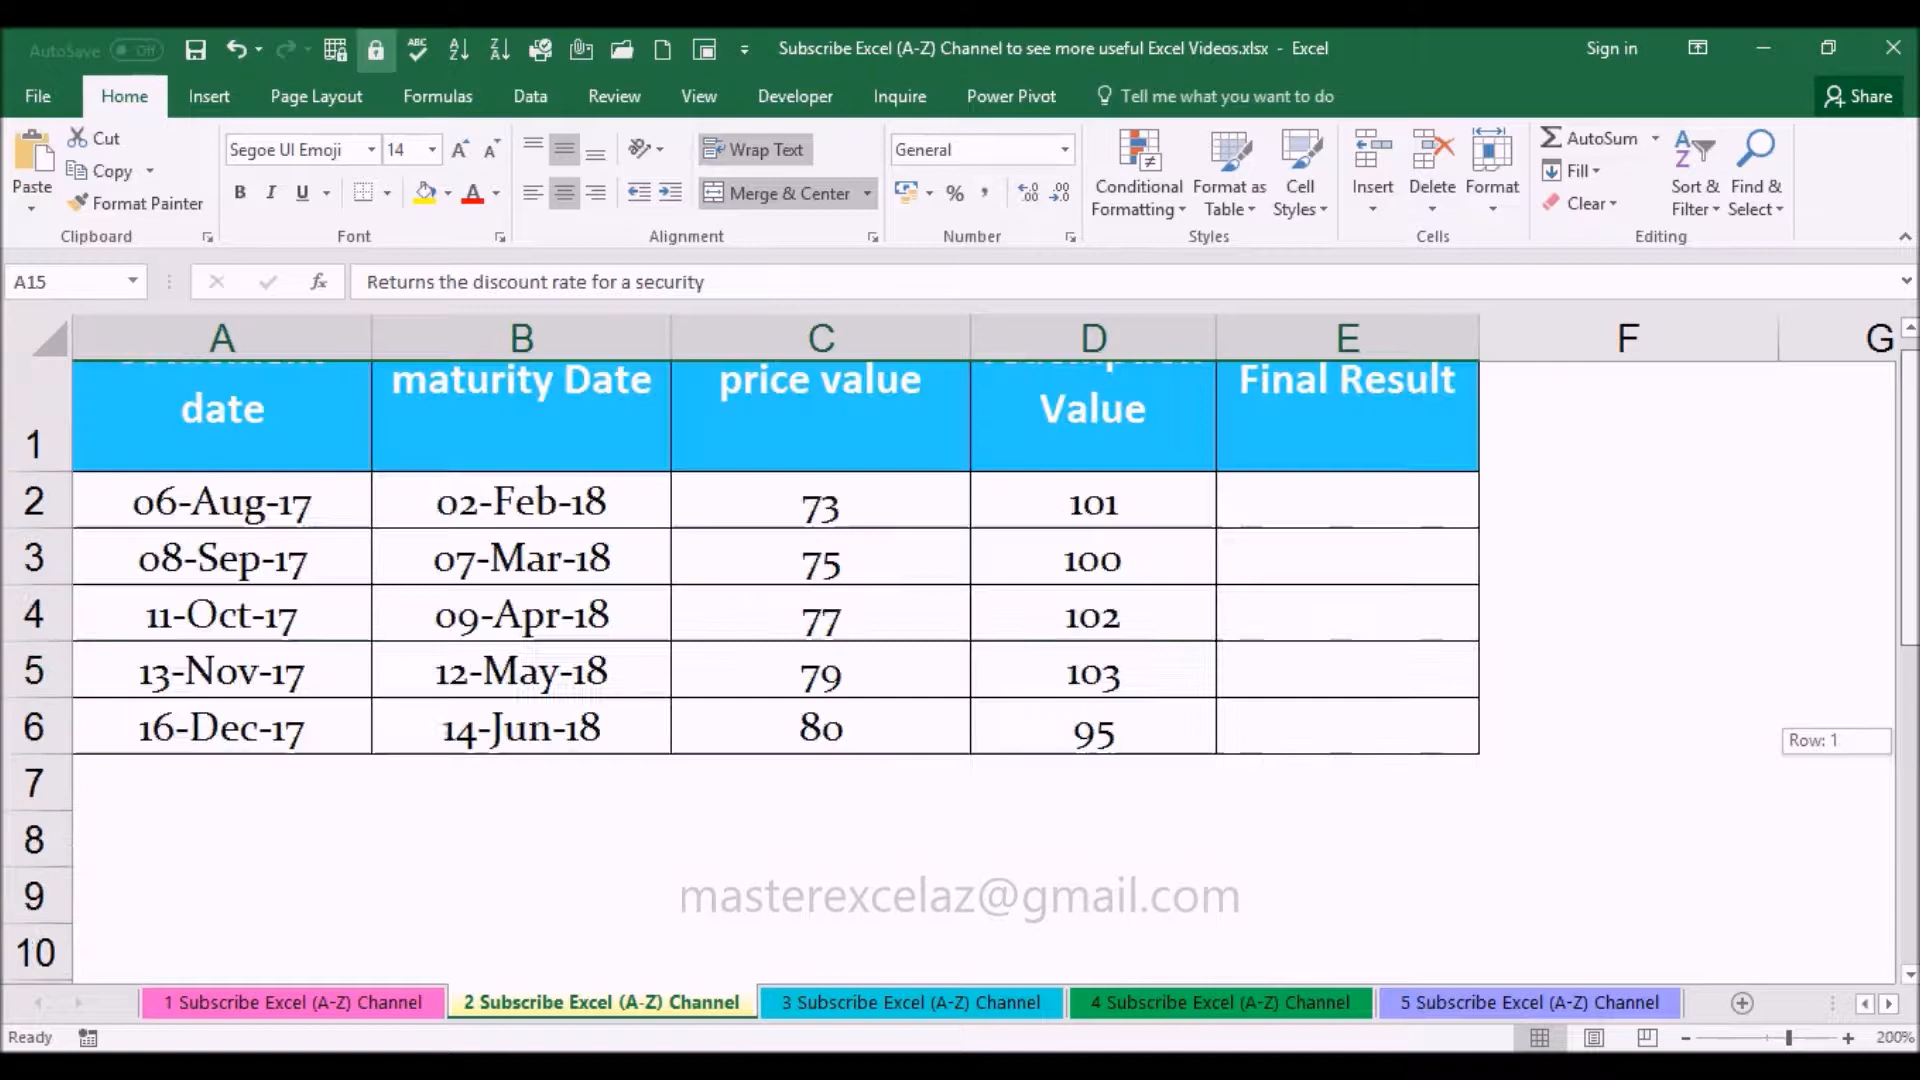 AutoSave Off
Subscribe Excel (A-Z) Channel to see more useful Excel Videos.xlsx - Excel
Sign in
File Home Insert Page Layout Formulas Data Review View Developer Inquire Power Pivot Tell me what you want to do Share
Paste
Cut
Copy
Format Painter
Clipboard
Segoe UI Emoji 14
B I U
Font
Wrap Text
Merge & Center
Alignment
General
%
Number
Conditional Formatting
Format as Table
Cell Styles
Styles
Insert Delete Format
Cells
AutoSum
Fill
Clear
Sort & Filter
Find & Select
Editing
A15 fx Returns the discount rate for a security
A B C D E F G
1 date maturity Date price value Value Final Result
2 06-Aug-17 02-Feb-18 73 101
3 08-Sep-17 07-Mar-18 75 100
4 11-Oct-17 09-Apr-18 77 102
5 13-Nov-17 12-May-18 79 103
6 16-Dec-17 14-Jun-18 80 95
Row: 1
7
8
9
masterexcelaz@gmail.com
10
1 Subscribe Excel (A-Z) Channel 2 Subscribe Excel (A-Z) Channel 3 Subscribe Excel (A-Z) Channel 4 Subscribe Excel (A-Z) Channel 5 Subscribe Excel (A-Z) Channel
Ready 200%